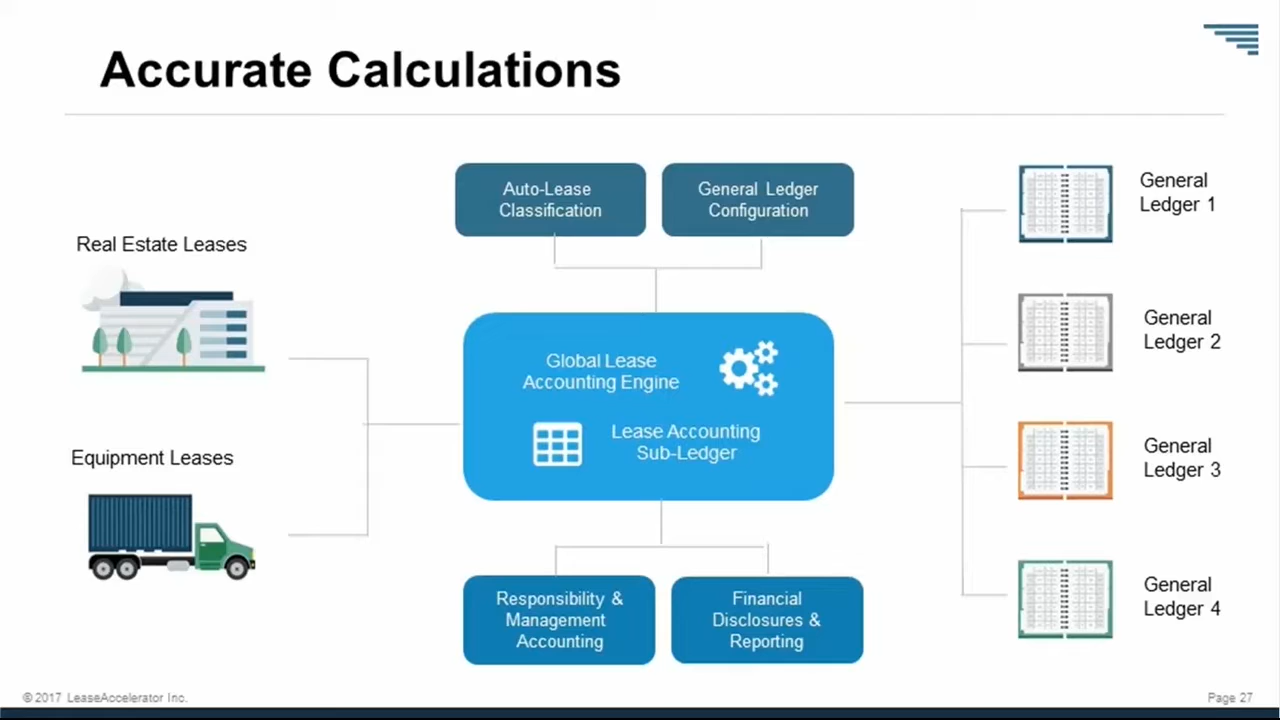 Accurate Calculations
Real Estate Leases
Equipment Leases
Auto-Lease
Classification
General Ledger
Configuration
Global Lease
Accounting Engine
Lease Accounting
Sub-Ledger
Responsibility &
Management
Accounting
Financial
Disclosures &
Reporting
General
Ledger 1
General
Ledger 2
General
Ledger 3
General
Ledger 4
© 2017 LeaseAccelerator Inc.
Page 27